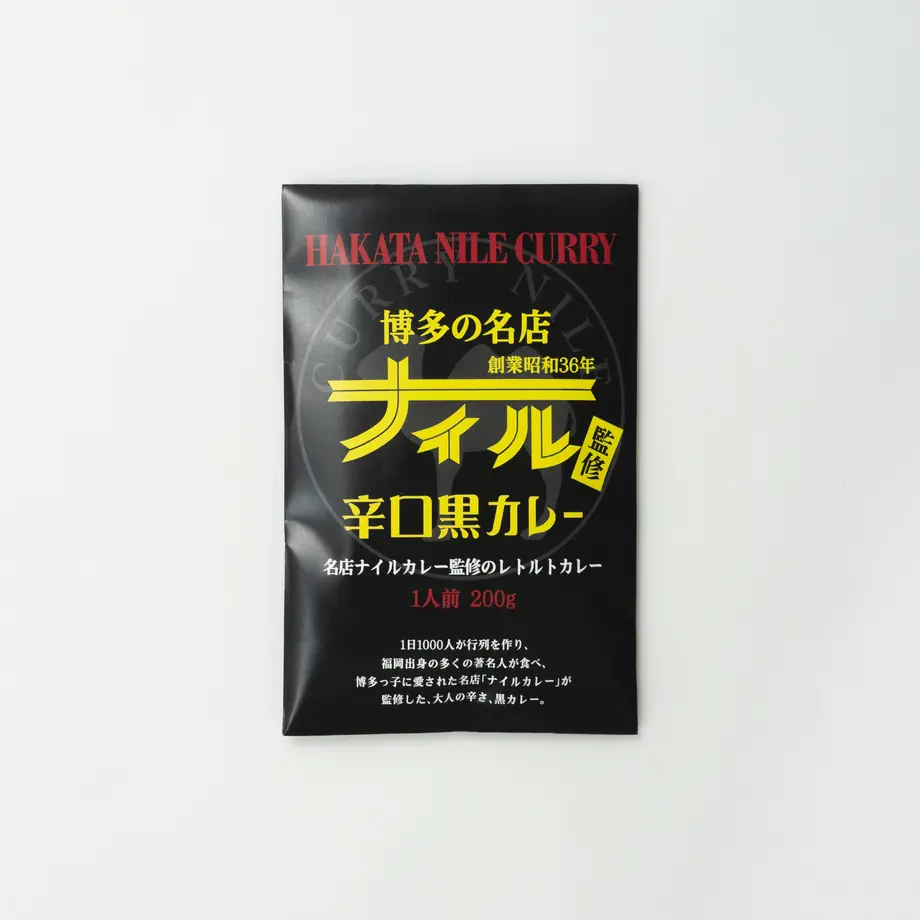 HAKATA NILE CURRY
CURRY NILE
博多の名店
創業昭和36年
ナイル
監修
辛口黒カレー
名店ナイルカレー監修のレトルトカレー
1人前 200g
1日1000人が行列を作り、
福岡出身の多くの著名人が食べ、
博多っ子に愛された名店「ナイルカレー」が
監修した、大人の辛さ、黒カレー。